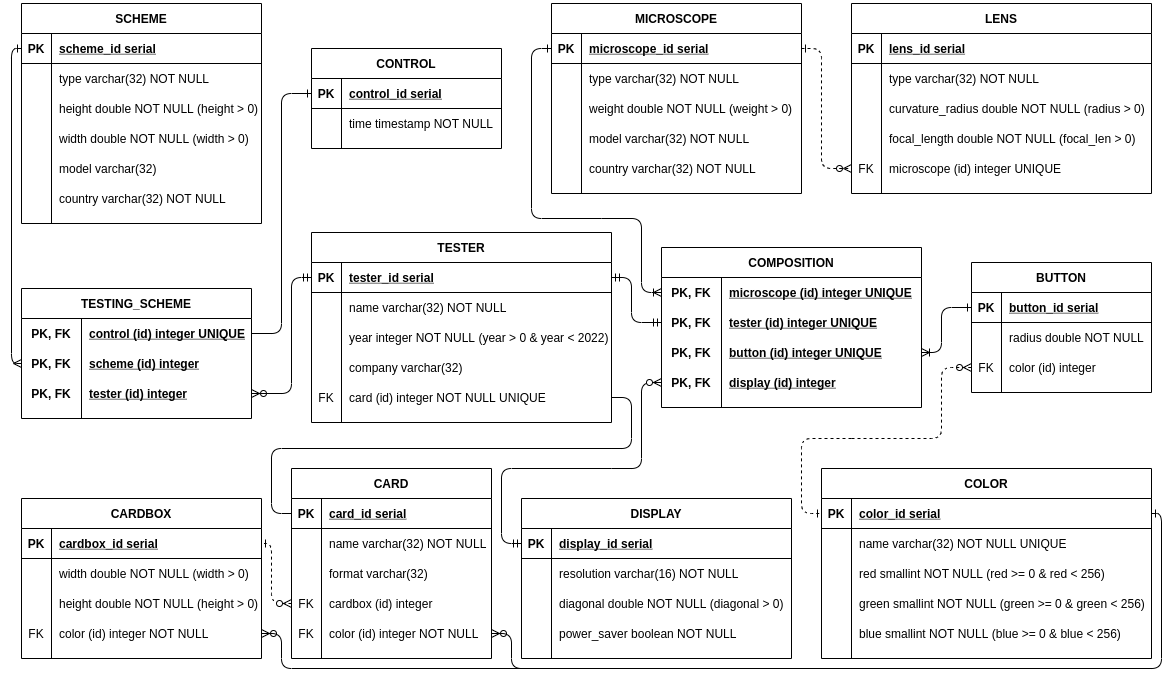 SCHEME
PK scheme_id serial
type varchar(32) NOT NULL
height double NOT NULL (height > 0)
width double NOT NULL (width > 0)
model varchar(32)
country varchar(32) NOT NULL
CONTROL
PK control_id serial
time timestamp NOT NULL
MICROSCOPE
PK microscope_id serial
type varchar(32) NOT NULL
weight double NOT NULL (weight > 0)
model varchar(32) NOT NULL
country varchar(32) NOT NULL
LENS
PK lens_id serial
type varchar(32) NOT NULL
curvature_radius double NOT NULL (radius > 0)
focal_length double NOT NULL (focal_len > 0)
FK microscope (id) integer UNIQUE
TESTING_SCHEME
PK, FK control (id) integer UNIQUE
PK, FK scheme (id) integer
PK, FK tester (id) integer
TESTER
PK tester_id serial
name varchar(32) NOT NULL
year integer NOT NULL (year > 0 & year < 2022)
company varchar(32)
FK card (id) integer NOT NULL UNIQUE
COMPOSITION
PK, FK microscope (id) integer UNIQUE
PK, FK tester (id) integer UNIQUE
PK, FK button (id) integer UNIQUE
PK, FK display (id) integer
BUTTON
PK button_id serial
radius double NOT NULL
FK color (id) integer
CARDBOX
PK cardbox_id serial
width double NOT NULL (width > 0)
height double NOT NULL (height > 0)
FK color (id) integer NOT NULL
CARD
PK card_id serial
name varchar(32) NOT NULL
format varchar(32)
FK cardbox (id) integer
FK color (id) integer NOT NULL
DISPLAY
PK display_id serial
resolution varchar(16) NOT NULL
diagonal double NOT NULL (diagonal > 0)
power_saver boolean NOT NULL
COLOR
PK color_id serial
name varchar(32) NOT NULL UNIQUE
red smallint NOT NULL (red >= 0 & red < 256)
green smallint NOT NULL (green >= 0 & green < 256)
blue smallint NOT NULL (blue >= 0 & blue < 256)